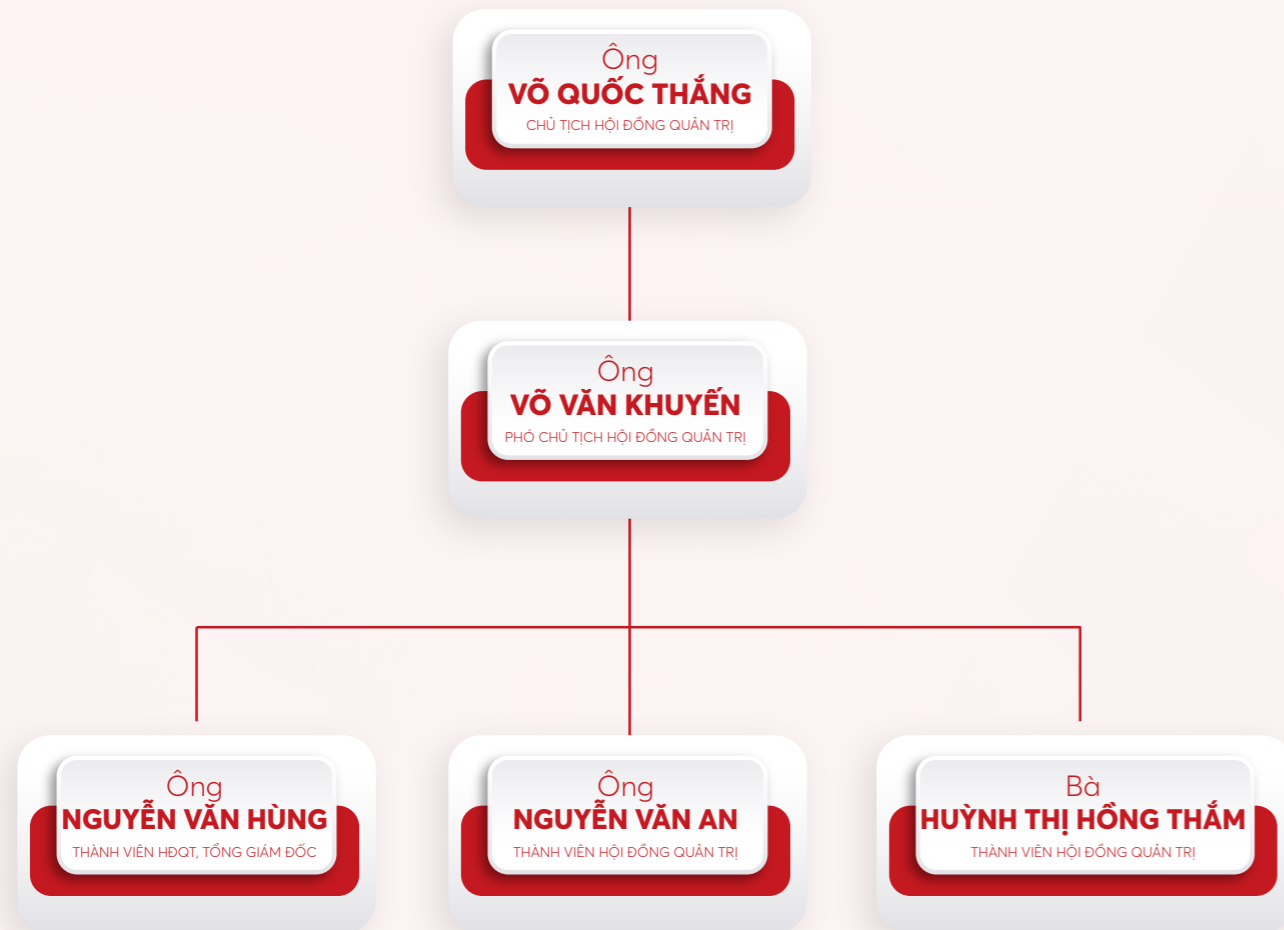 Ông
VÕ QUỐC THẮNG
CHỦ TỊCH HỘI ĐỒNG QUẢN TRỊ
Ông
VÕ VĂN KHUYẾN
PHÓ CHỦ TỊCH HỘI ĐỒNG QUẢN TRỊ
Ông
NGUYỄN VĂN HÙNG
THÀNH VIÊN HĐQT, TỔNG GIÁM ĐỐC
Ông
NGUYỄN VĂN AN
THÀNH VIÊN HỘI ĐỒNG QUẢN TRỊ
Bà
HUỲNH THỊ HỒNG THẮM
THÀNH VIÊN HỘI ĐỒNG QUẢN TRỊ